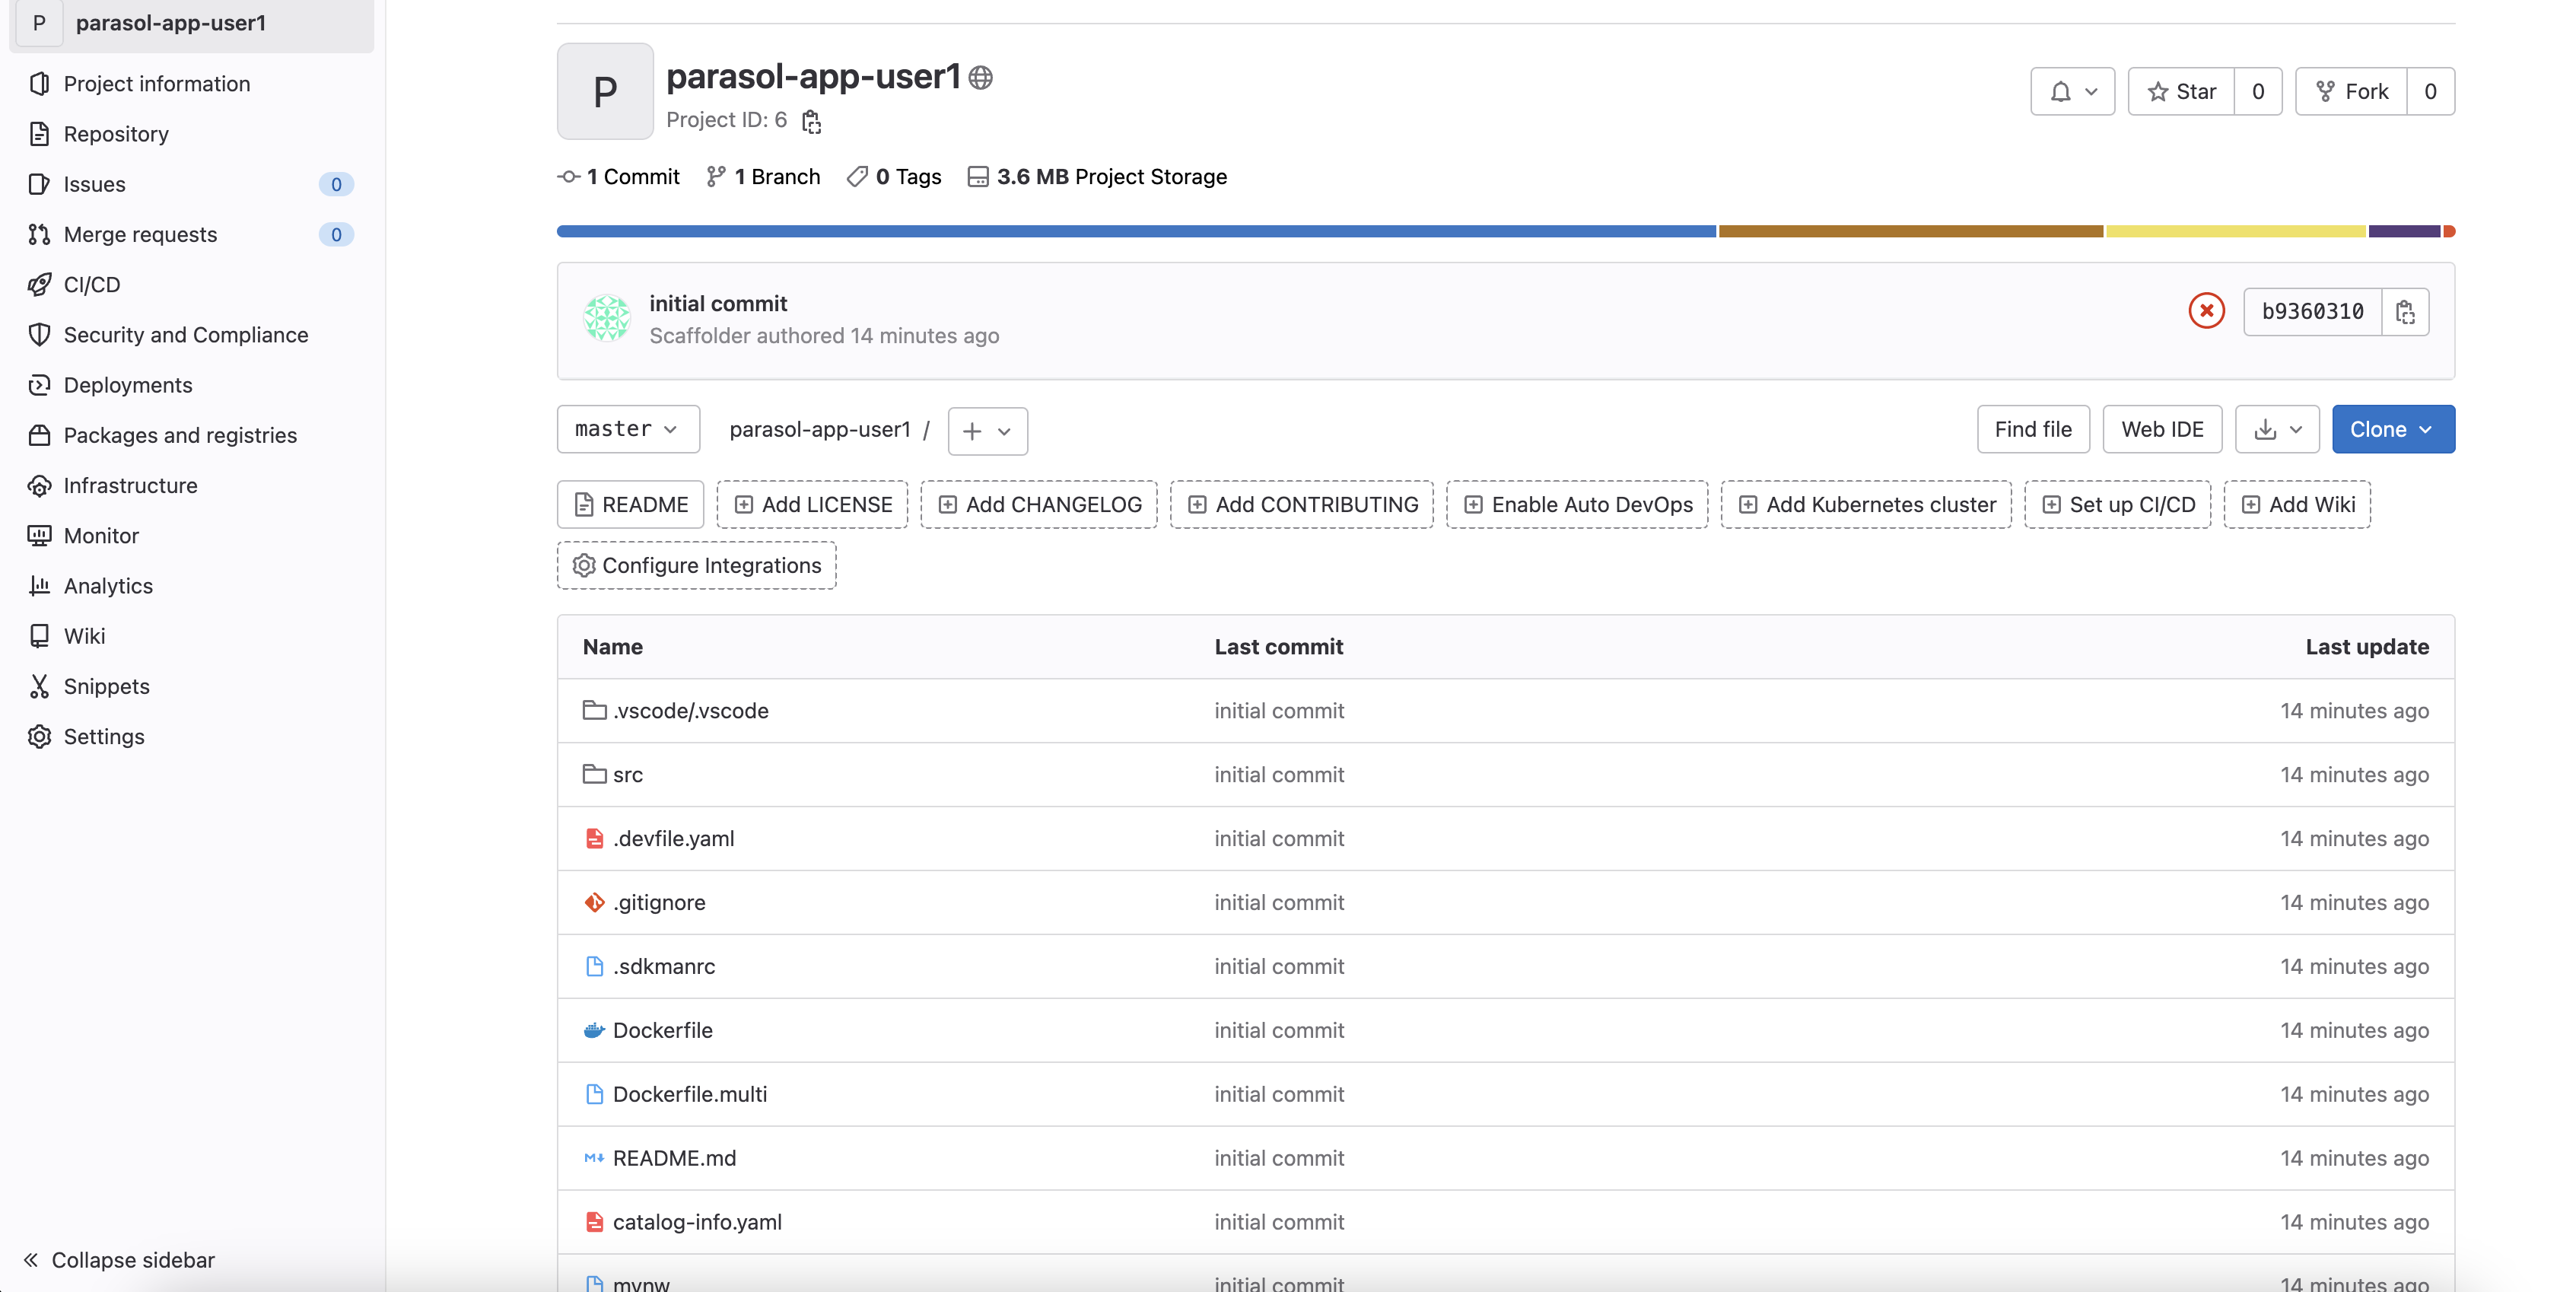 P parasol-app-user1
Project information
Repository
Issues 0
Merge requests 0
CI/CD
Security and Compliance
Deployments
Packages and registries
Infrastructure
Monitor
Analytics
Wiki
Snippets
Settings
Collapse sidebar
P
parasol-app-user1
Project ID: 6
Star 0
Fork 0
1 Commit 1 Branch 0 Tags 3.6 MB Project Storage
initial commit
Scaffolder authored 14 minutes ago
b9360310
master parasol-app-user1 / Find file Web IDE Clone
README Add LICENSE Add CHANGELOG Add CONTRIBUTING Enable Auto DevOps Add Kubernetes cluster Set up CI/CD Add Wiki
Configure Integrations
Name Last commit Last update
.vscode/.vscode initial commit 14 minutes ago
src initial commit 14 minutes ago
.devfile.yaml initial commit 14 minutes ago
.gitignore initial commit 14 minutes ago
.sdkmanrc initial commit 14 minutes ago
Dockerfile initial commit 14 minutes ago
Dockerfile.multi initial commit 14 minutes ago
README.md initial commit 14 minutes ago
catalog-info.yaml initial commit 14 minutes ago
mvnw initial commit 14 minutes ago